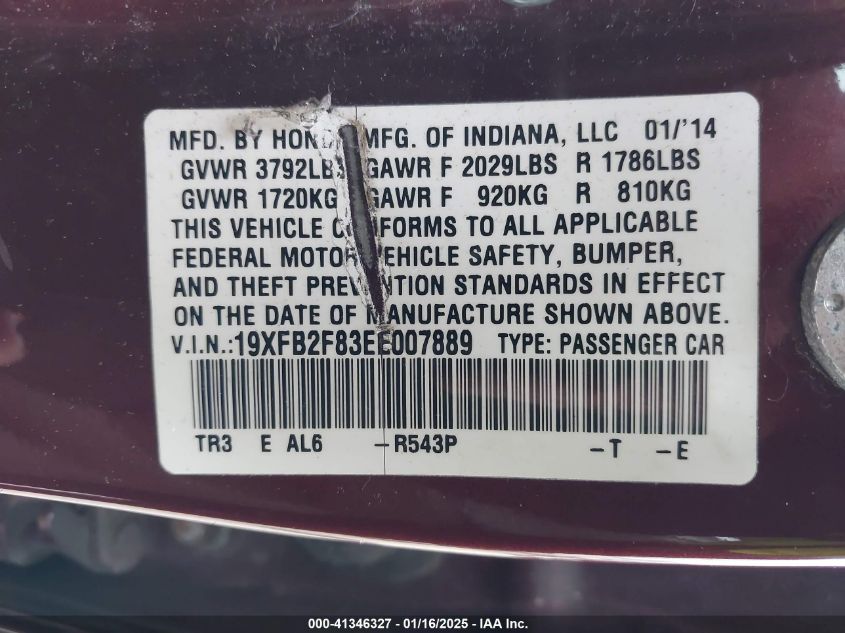 MFD. BY HONDA MFG. OF INDIANA, LLC 01/'14
GVWR 3792LBS GAWR F 2029LBS R 1786LBS
GVWR 1720KG GAWR F 920KG R 810KG
THIS VEHICLE CONFORMS TO ALL APPLICABLE
FEDERAL MOTOR VEHICLE SAFETY, BUMPER,
AND THEFT PREVENTION STANDARDS IN EFFECT
ON THE DATE OF MANUFACTURE SHOWN ABOVE.
V.I.N.:19XFB2F83EE007889 TYPE: PASSENGER CAR
TR3 E AL6 -R543P -T -E
000-41346327 - 01/16/2025 - IAA Inc.